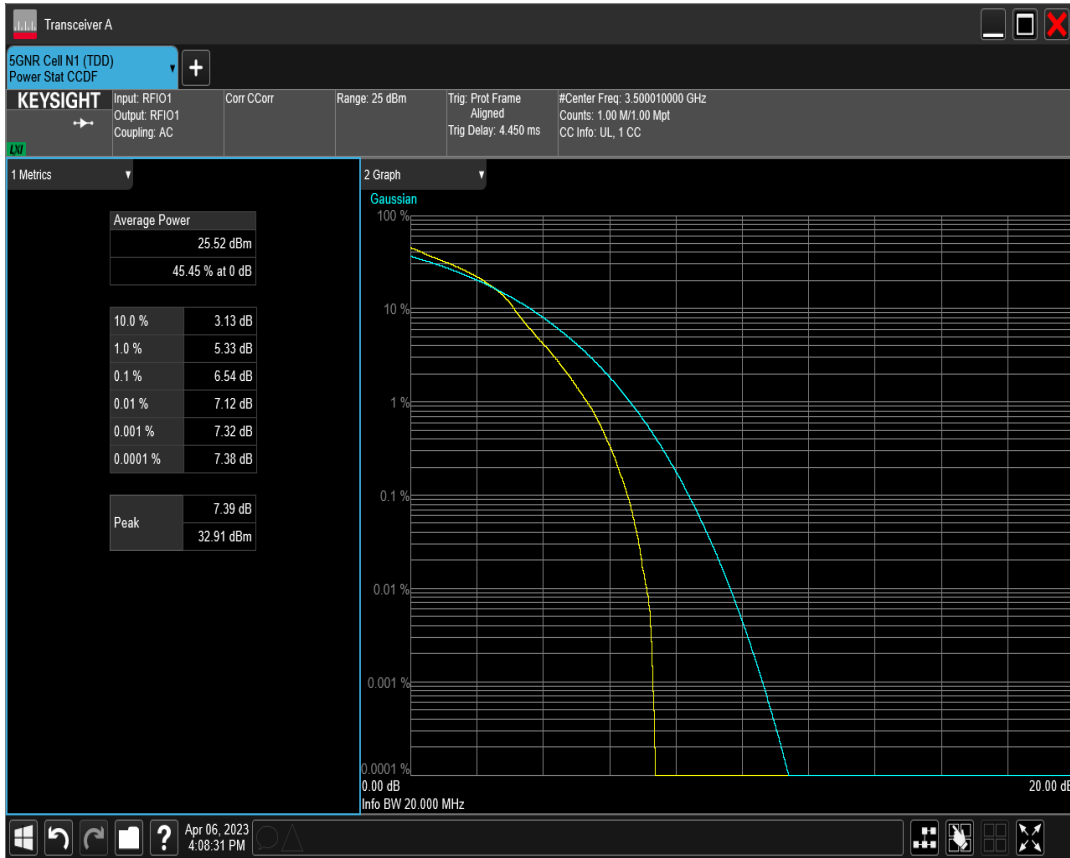 Transceiver A
5GNR Cell N1 (TDD)
Power Stat CCDF
+
KEYSIGHT
LXI
Input: RFIO1
Output: RFIO1
Coupling: AC
Corr CCorr
Range: 25 dBm
Trig: Prot Frame
Aligned
Trig Delay: 4.450 ms
#Center Freq: 3.500010000 GHz
Counts: 1.00 M/1.00 Mpt
CC Info: UL, 1 CC
1 Metrics
Average Power
25.52 dBm
45.45 % at 0 dB
10.0 % 3.13 dB
1.0 % 5.33 dB
0.1 % 6.54 dB
0.01 % 7.12 dB
0.001 % 7.32 dB
0.0001 % 7.38 dB
Peak
7.39 dB
32.91 dBm
2 Graph
Gaussian
100 %
10 %
1 %
0.1 %
0.01 %
0.001 %
0.0001 %
0.00 dB 20.00 dB
Info BW 20.000 MHz
?
Apr 06, 2023
4:08:31 PM